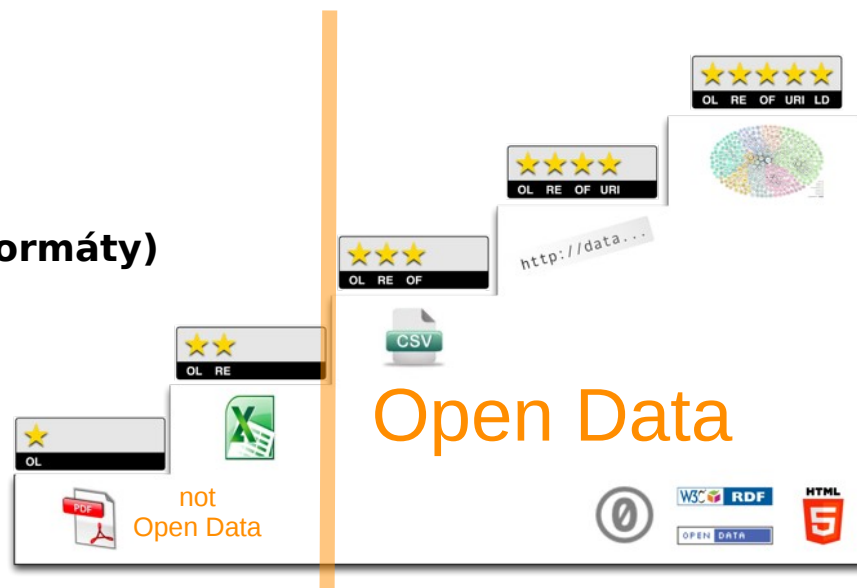 OL RE OF URI LD
OL RE OF URI
http://data...
ormáty)
OL RE OF
CSV
OL RE
Open Data
OL
PDF
not
Open Data
W3C RDF
OPEN DATA
HTML
5
0